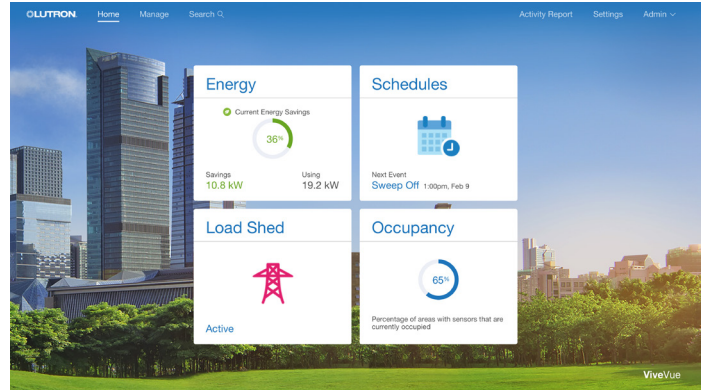 LUTRON
Home Manage Search Activity Report Settings Admin
Energy
Current Energy Savings
36%
Savings Using
10.8 kW 19.2 kW
Schedules
Next Event
Sweep Off 1:00pm, Feb 9
Load Shed
Active
Occupancy
65%
Percentage of areas with sensors that are
currently occupied
ViveVue